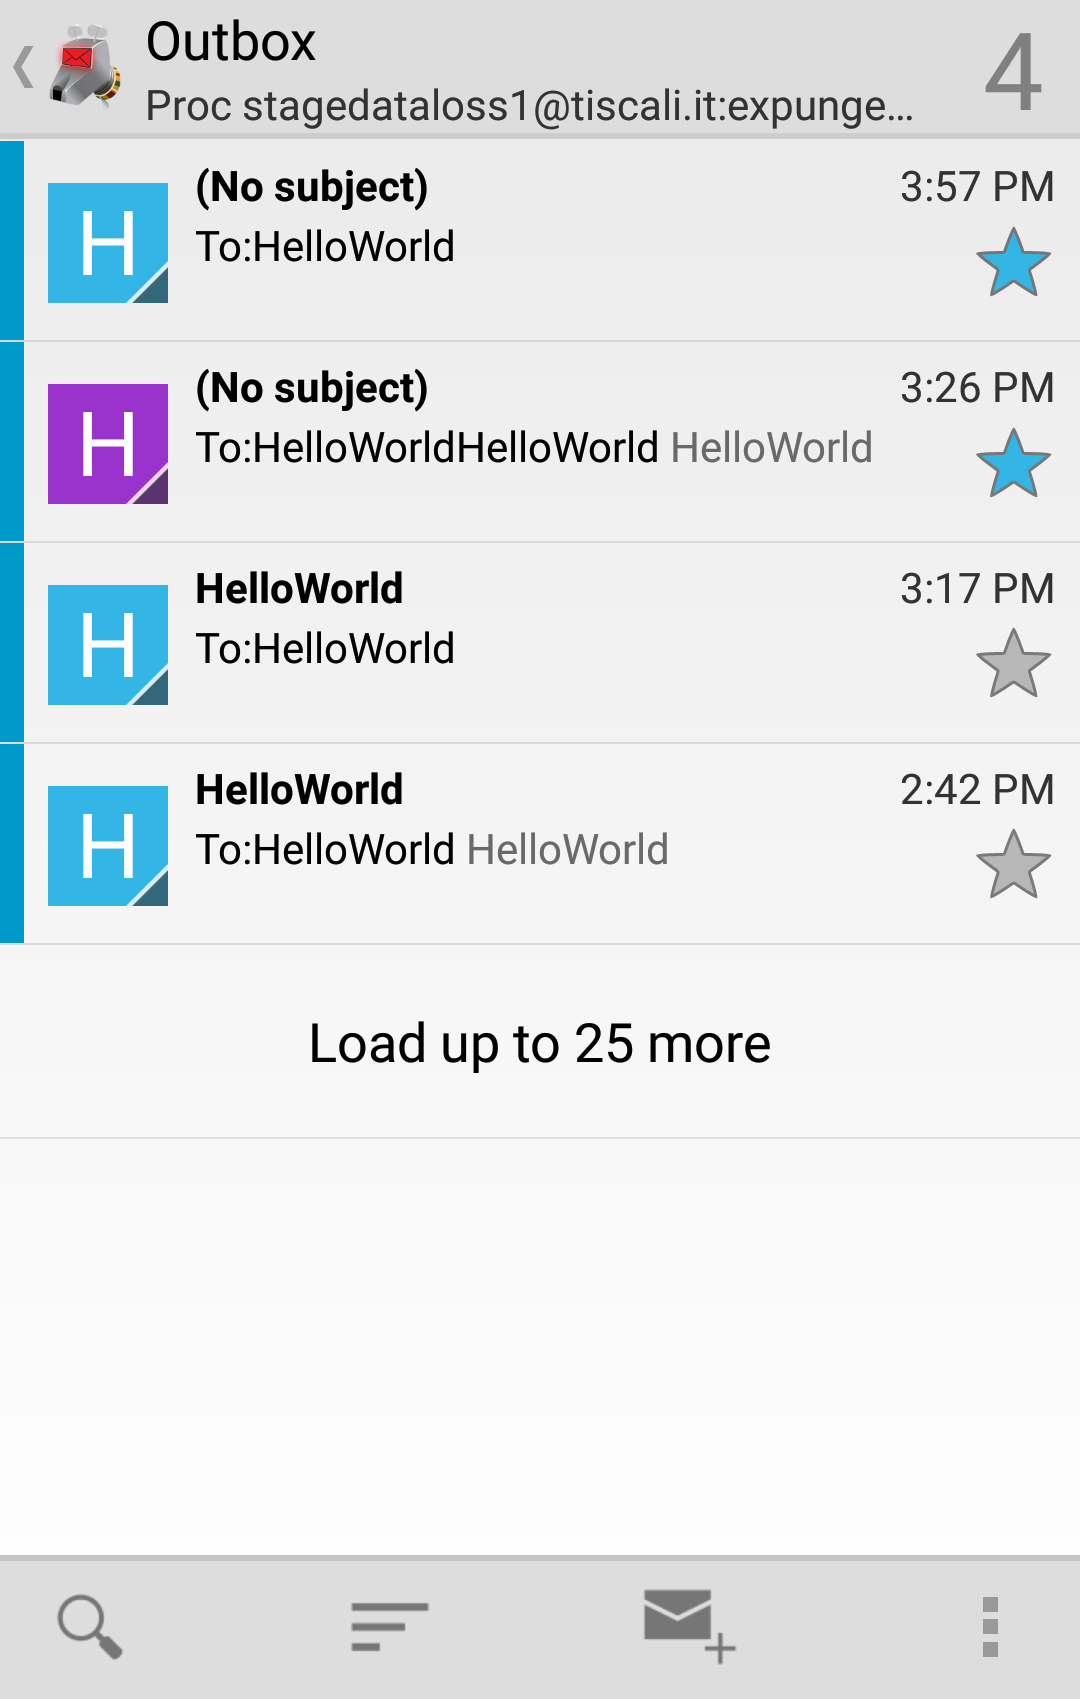 Outbox
Proc stagedataloss1@tiscali.it:expunge...
4
(No subject)
3:57 PM
H
To:HelloWorld
(No subject)
3:26 PM
H
To:HelloWorldHelloWorld HelloWorld
HelloWorld
3:17 PM
H
To:HelloWorld
HelloWorld
2:42 PM
H
To:HelloWorld HelloWorld
Load up to 25 more